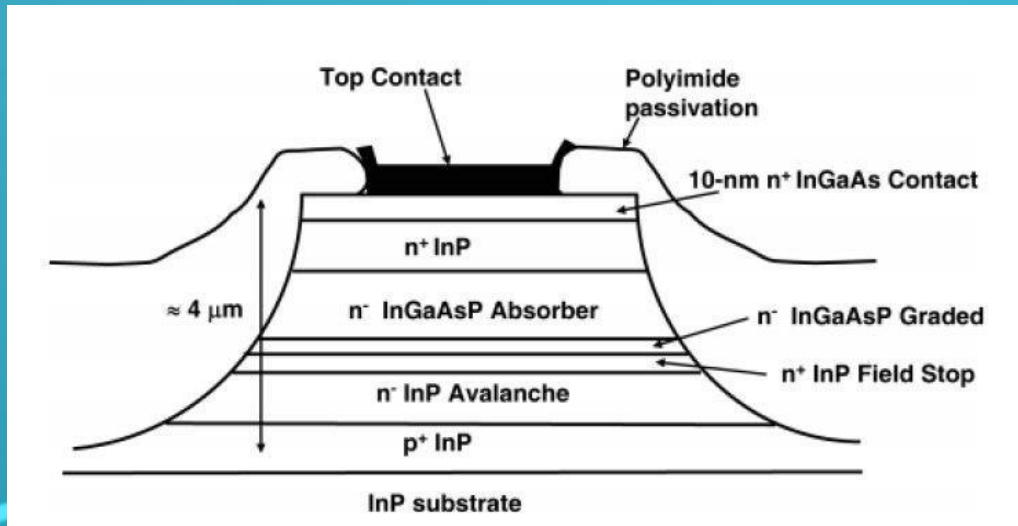 Top Contact
Polyimide
passivation
10-nm n⁺ InGaAs Contact
n⁺ InP
≈ 4 μm
n⁻ InGaAsP Absorber
n⁻ InGaAsP Graded
n⁺ InP Field Stop
n⁻ InP Avalanche
p⁺ InP
InP substrate